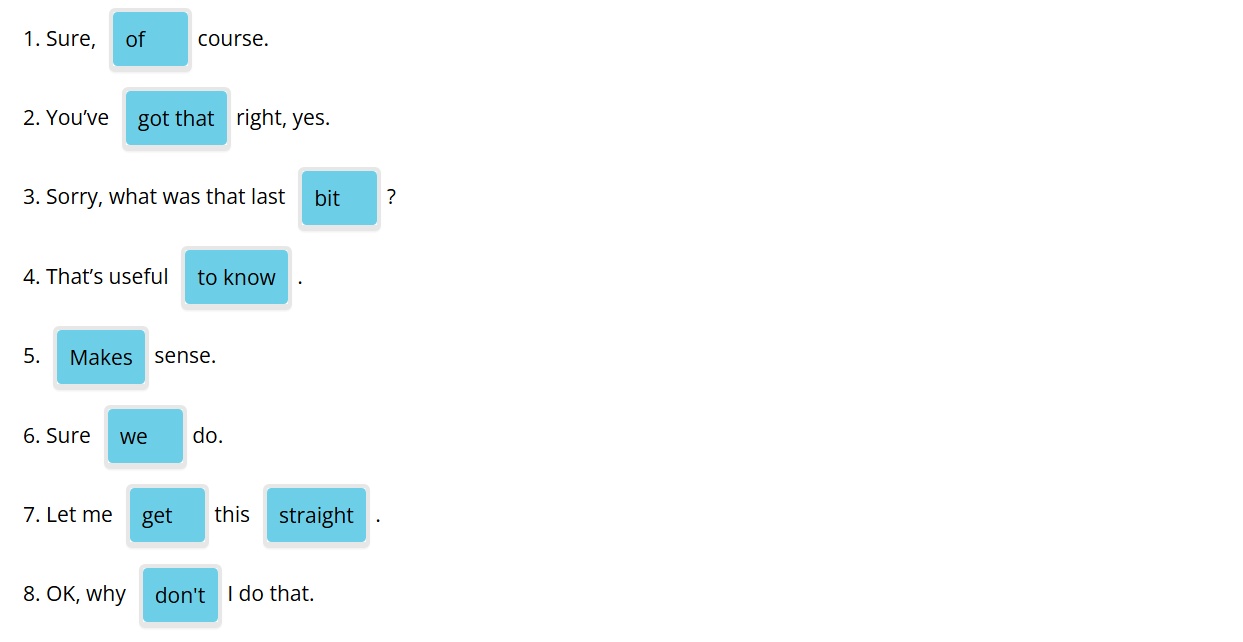 1. Sure, of course.
2. You’ve got that right, yes.
3. Sorry, what was that last bit ?
4. That’s useful to know .
5. Makes sense.
6. Sure we do.
7. Let me get this straight .
8. OK, why don't I do that.